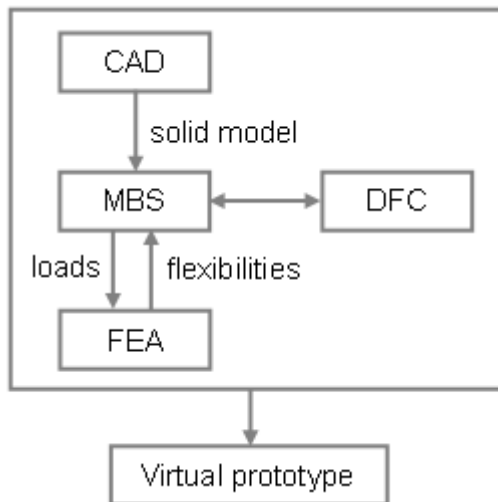 CAD
solid model
MBS
DFC
loads
flexibilities
FEA
Virtual prototype